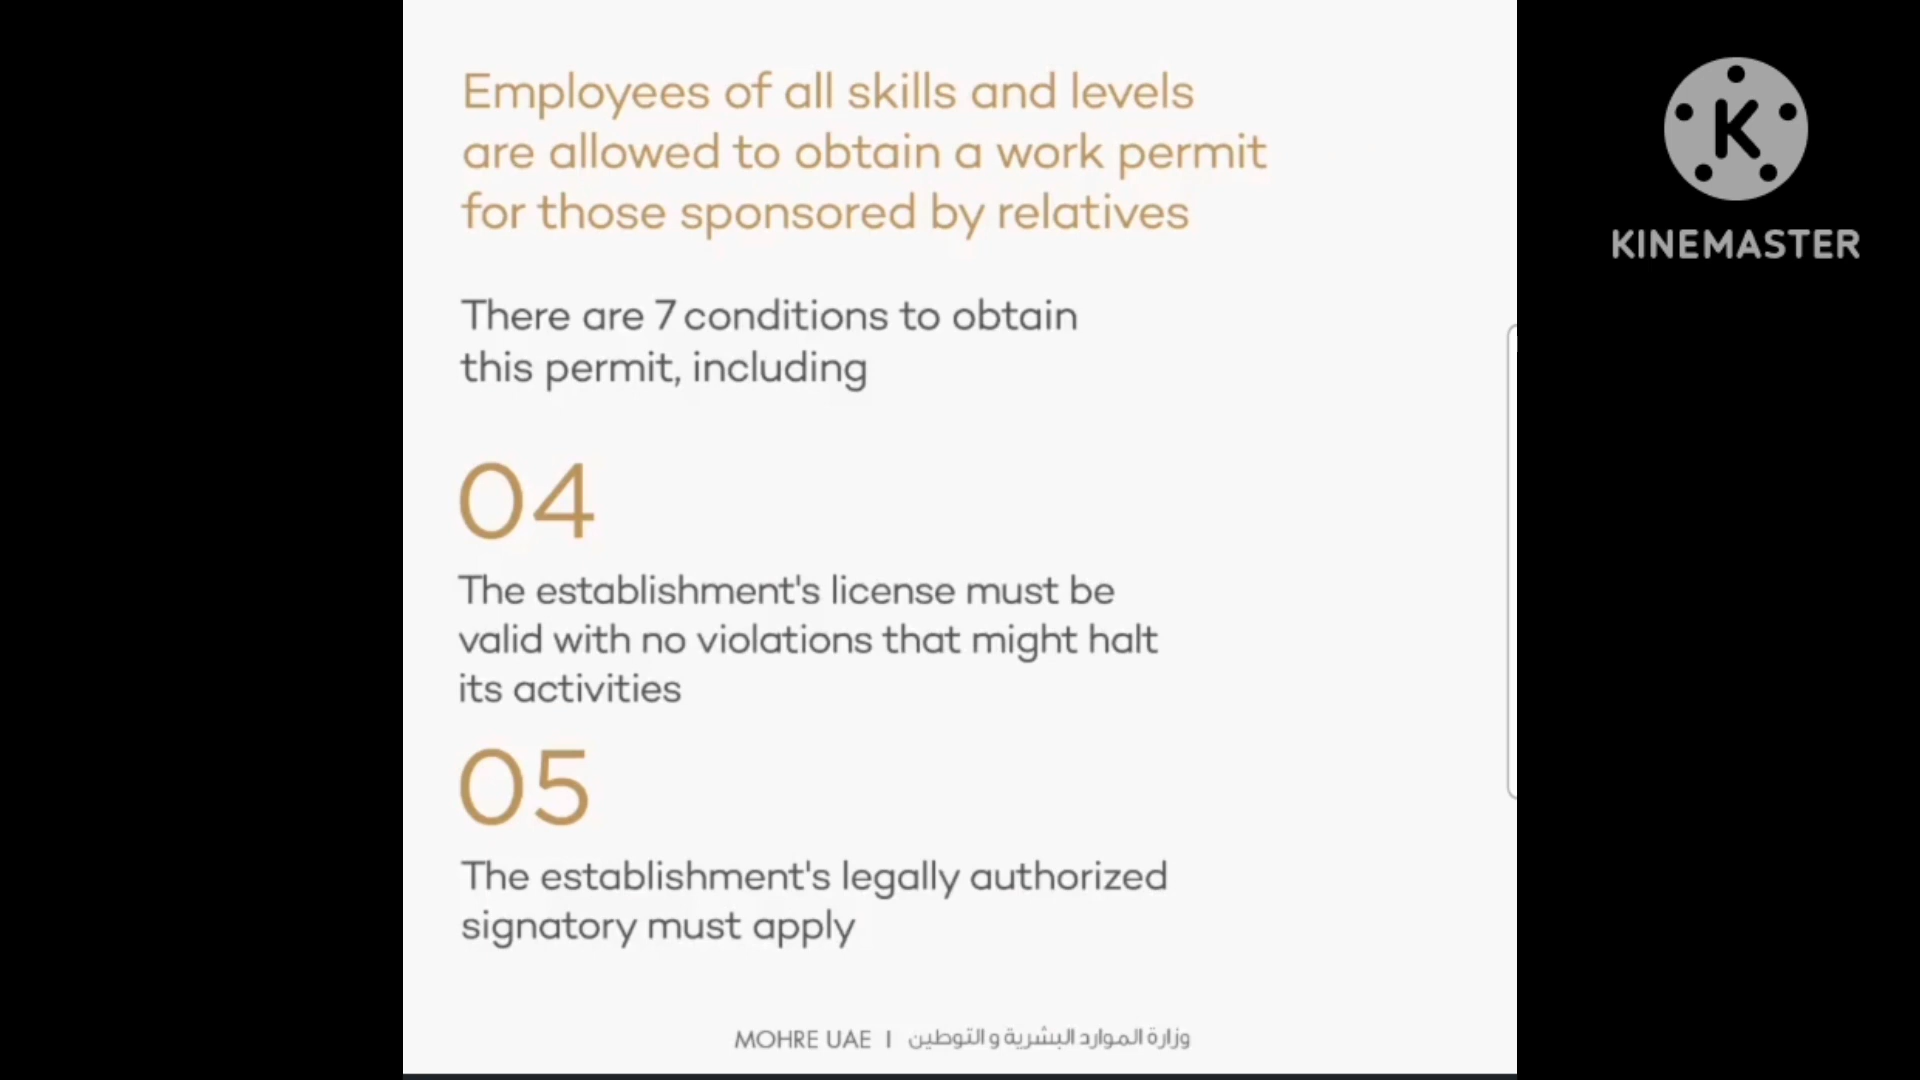 Employees of all skills and levels
are allowed to obtain a work permit
for those sponsored by relatives
There are 7 conditions to obtain
this permit, including
04
The establishment's license must be
valid with no violations that might halt
its activities
05
The establishment's legally authorized
signatory must apply
MOHRE UAE | وزارة الموارد البشرية و التوطين
K
KINEMASTER